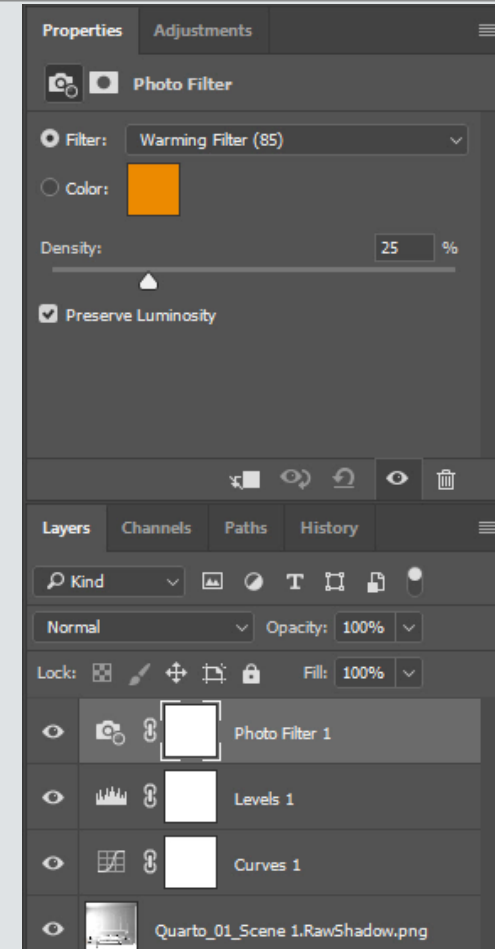 Properties Adjustments
Photo Filter
Filter: Warming Filter (85)
Color:
Density: 25 %
Preserve Luminosity
Layers Channels Paths History
Kind
Normal Opacity: 100%
Lock: Fill: 100%
Photo Filter 1
Levels 1
Curves 1
Quarto_01_Scene 1.RawShadow.png